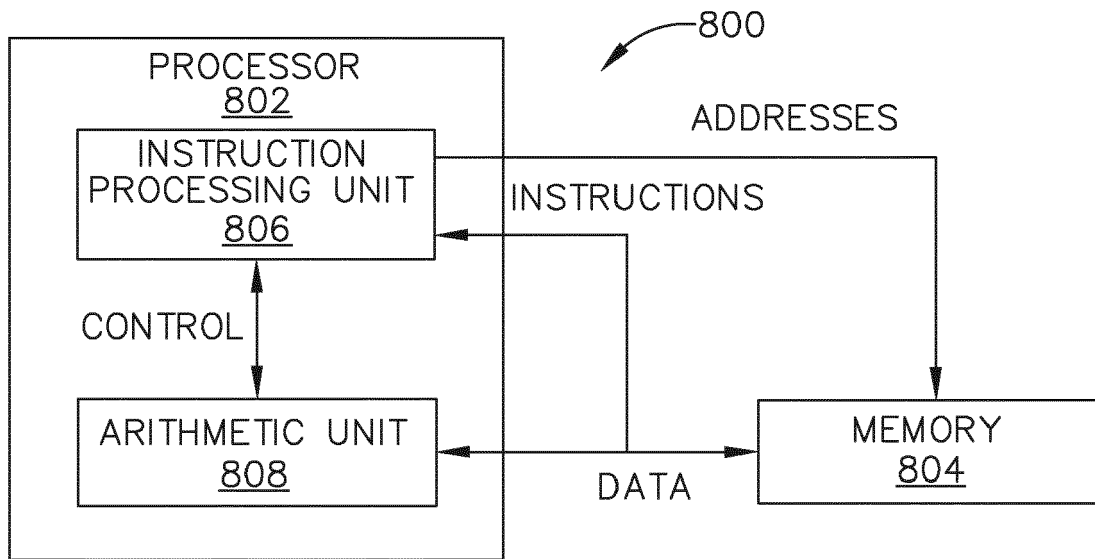 800
PROCESSOR
802
ADDRESSES
INSTRUCTION
PROCESSING UNIT
806
INSTRUCTIONS
CONTROL
ARITHMETIC UNIT
808
DATA
MEMORY
804